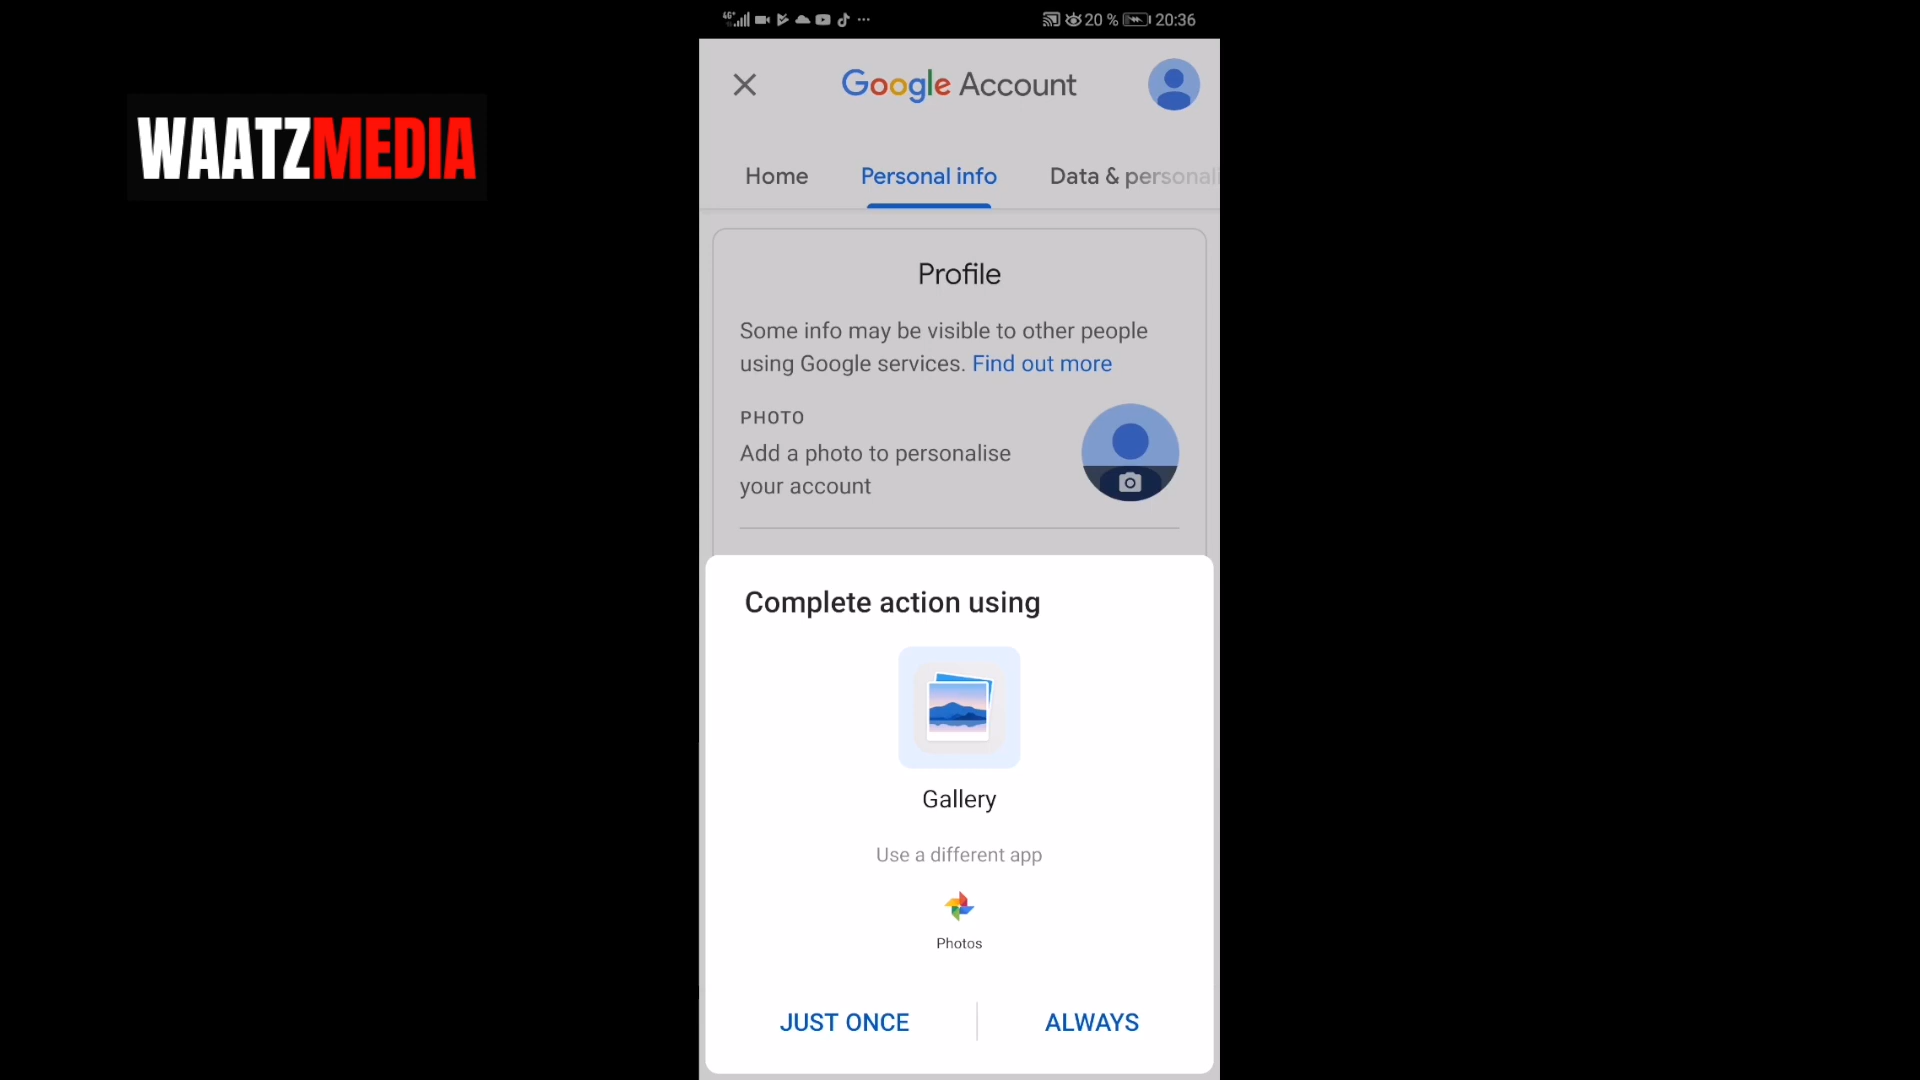 4G+ 20 % 20:36
WAATZMEDIA
Google Account
Home Personal info Data & personal
Profile
Some info may be visible to other people
using Google services. Find out more
PHOTO
Add a photo to personalise
your account
Complete action using
Gallery
Use a different app
Photos
JUST ONCE ALWAYS